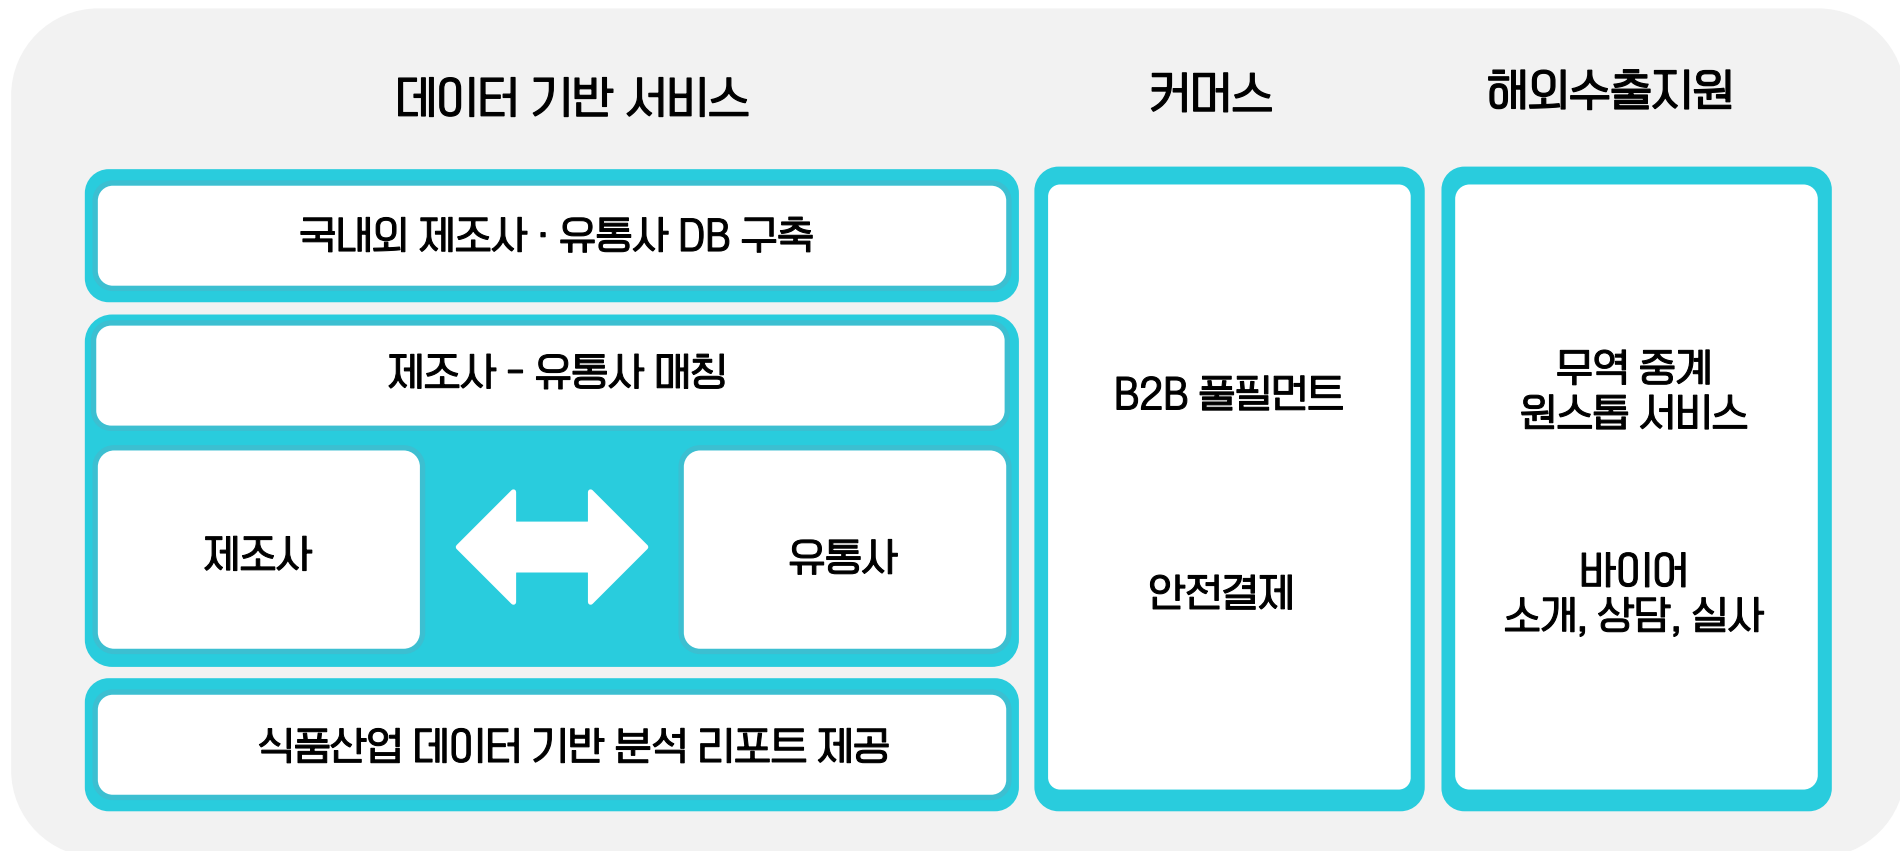 데이터 기반 서비스
국내외 제조사 · 유통사 DB 구축
제조사 - 유통사 매칭
제조사
유통사
식품산업 데이터 기반 분석 리포트 제공
커머스
B2B 풀필먼트
안전결제
해외수출지원
무역 중계
원스톱 서비스
바이어
소개, 상담, 실사